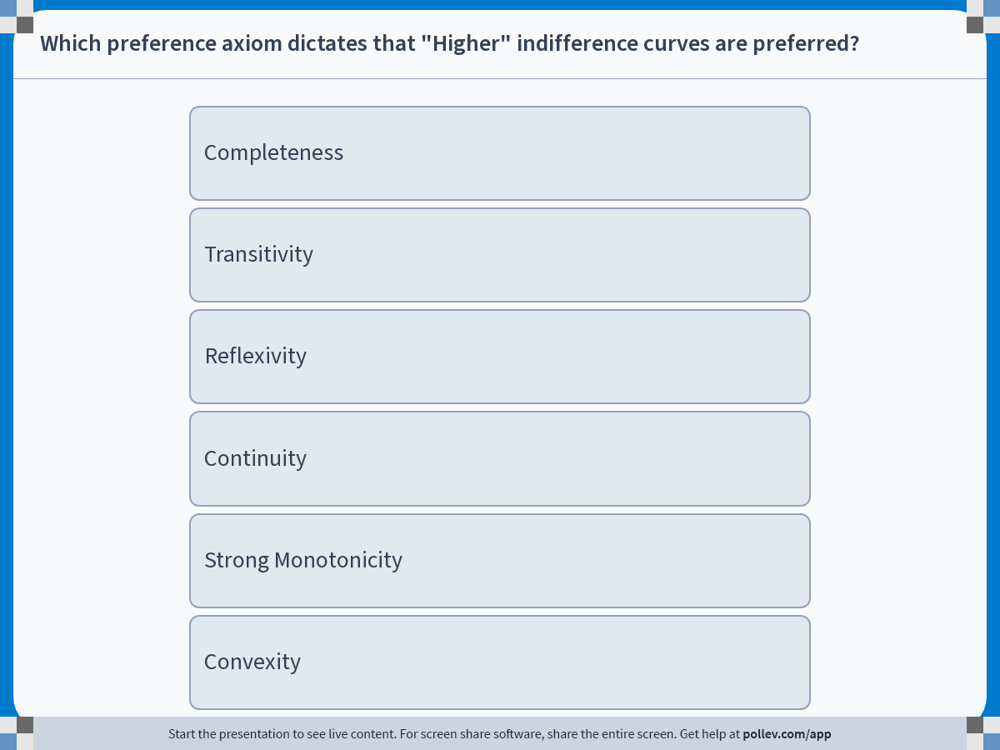 Which preference axiom dictates that "Higher" indifference curves are preferred?
Completeness
Transitivity
Reflexivity
Continuity
Strong Monotonicity
Convexity
Start the presentation to see live content. For screen share software, share the entire screen. Get help at pollev.com/app